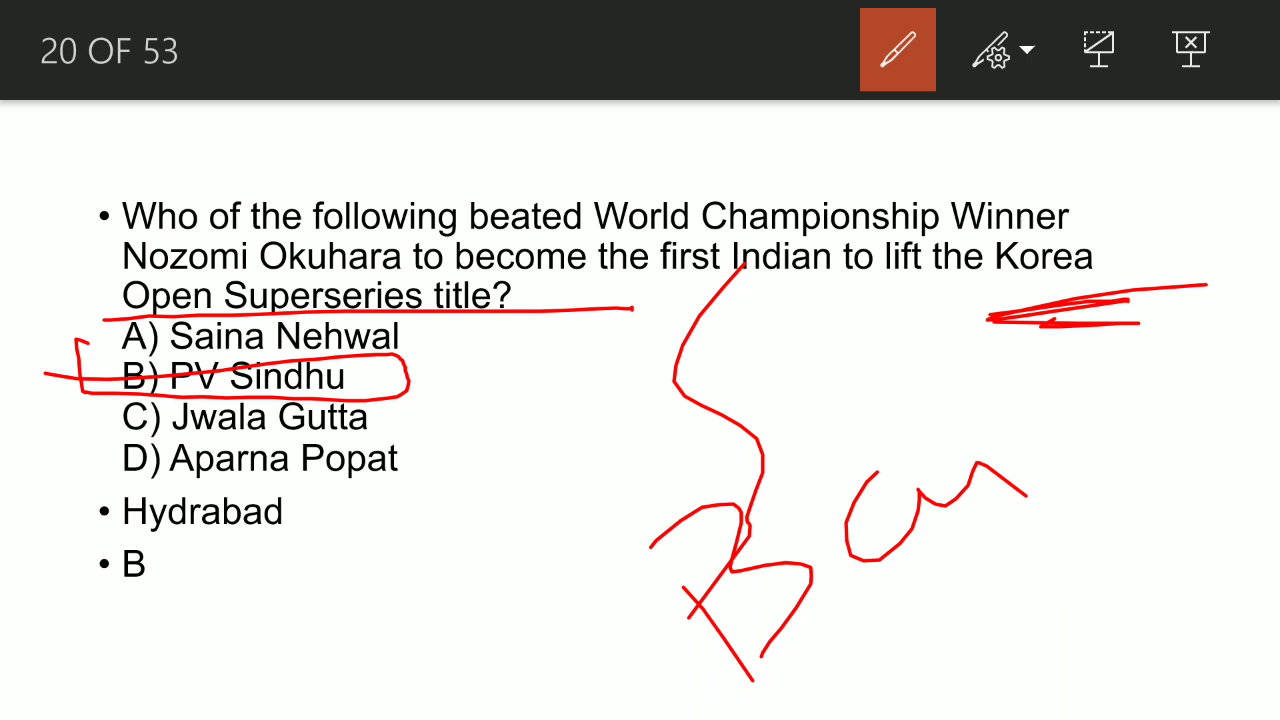 20 OF 53
• Who of the following beated World Championship Winner
Nozomi Okuhara to become the first Indian to lift the Korea
Open Superseries title?
A) Saina Nehwal
B) PV Sindhu
C) Jwala Gutta
D) Aparna Popat
• Hydrabad
• B